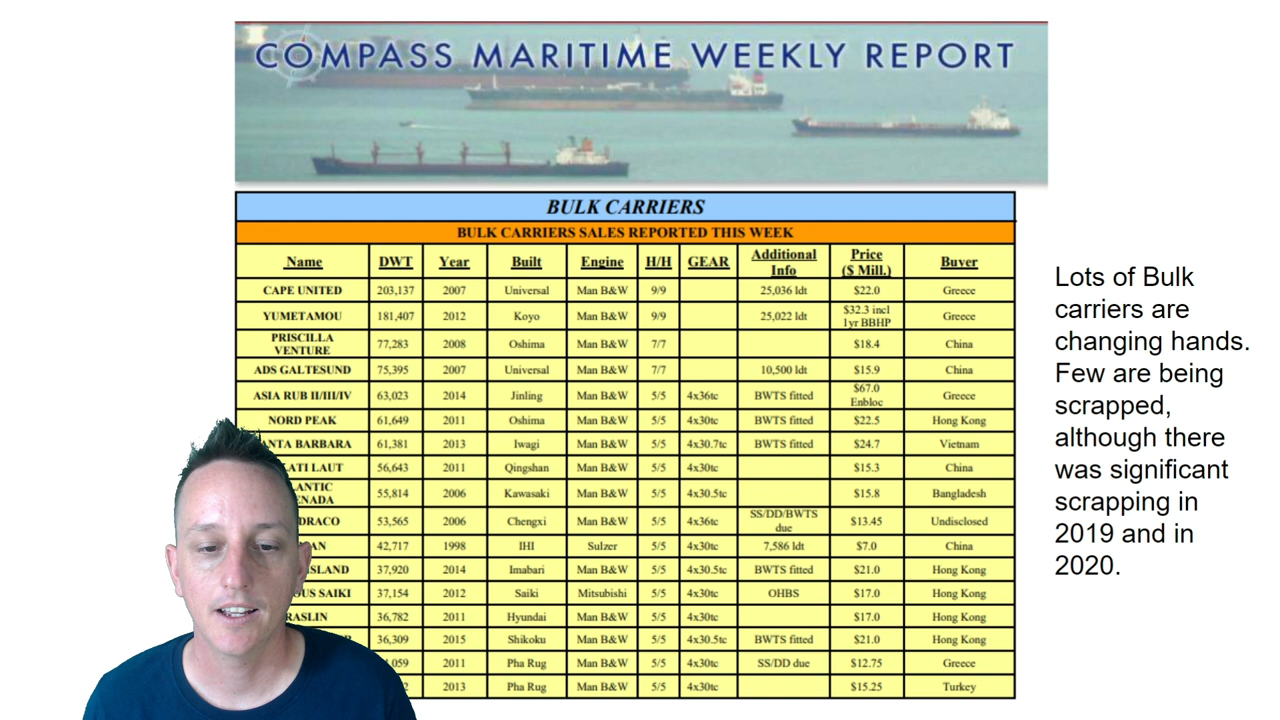 COMPASS MARITIME WEEKLY REPORT
BULK CARRIERS
BULK CARRIERS SALES REPORTED THIS WEEK
Name DWT Year Built Engine H/H GEAR Additional Info Price ($ Mill.) Buyer
CAPE UNITED 203,137 2007 Universal Man B&W 9/9 25,036 ldt $22.0 Greece
YUMETAMOU 181,407 2012 Koyo Man B&W 9/9 25,022 ldt $32.3 incl 1yr BBHP Greece
PRISCILLA VENTURE 77,283 2008 Oshima Man B&W 7/7 $18.4 China
ADS GALTESUND 75,395 2007 Universal Man B&W 7/7 10,500 ldt $15.9 China
ASIA RUB II/III/IV 63,023 2014 Jinling Man B&W 5/5 4x36tc BWTS fitted $67.0 Enbloc Greece
NORD PEAK 61,649 2011 Oshima Man B&W 5/5 4x30tc BWTS fitted $22.5 Hong Kong
ANTA BARBARA 61,381 2013 Iwagi Man B&W 5/5 4x30.7tc BWTS fitted $24.7 Vietnam
KATI LAUT 56,643 2011 Qingshan Man B&W 5/5 4x30tc $15.3 China
LANTIC ENADA 55,814 2006 Kawasaki Man B&W 5/5 4x30.5tc $15.8 Bangladesh
DRACO 53,565 2006 Chengxi Man B&W 5/5 4x36tc SS/DD/BWTS due $13.45 Undisclosed
AN 42,717 1998 IHI Sulzer 5/5 4x30tc 7,586 ldt $7.0 China
ISLAND 37,920 2014 Imabari Man B&W 5/5 4x30.5tc BWTS fitted $21.0 Hong Kong
OUS SAIKI 37,154 2012 Saiki Mitsubishi 5/5 4x30tc OHBS $17.0 Hong Kong
RASLIN 36,782 2011 Hyundai Man B&W 5/5 4x30tc $17.0 Hong Kong
36,309 2015 Shikoku Man B&W 5/5 4x30.5tc BWTS fitted $21.0 Hong Kong
059 2011 Pha Rug Man B&W 5/5 4x30tc SS/DD due $12.75 Greece
2 2013 Pha Rug Man B&W 5/5 4x30tc $15.25 Turkey
Lots of Bulk
carriers are
changing hands.
Few are being
scrapped,
although there
was significant
scrapping in
2019 and in
2020.